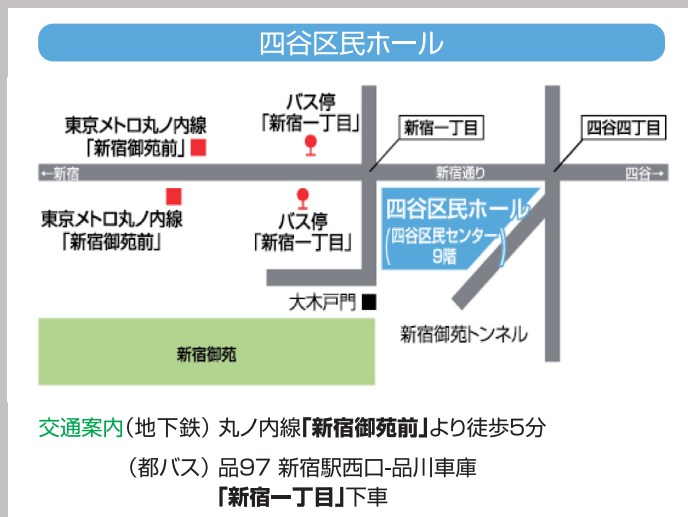 四谷区民ホール
バス停
「新宿一丁目」
東京メトロ丸ノ内線
「新宿御苑前」
新宿一丁目
四谷四丁目
←新宿
新宿通り
四谷→
東京メトロ丸ノ内線
「新宿御苑前」
バス停
「新宿一丁目」
四谷区民ホール
(四谷区民センター
9階)
大木戸門
新宿御苑トンネル
新宿御苑
交通案内(地下鉄) 丸ノ内線「新宿御苑前」より徒歩5分
(都バス) 品97 新宿駅西口-品川車庫
「新宿一丁目」下車